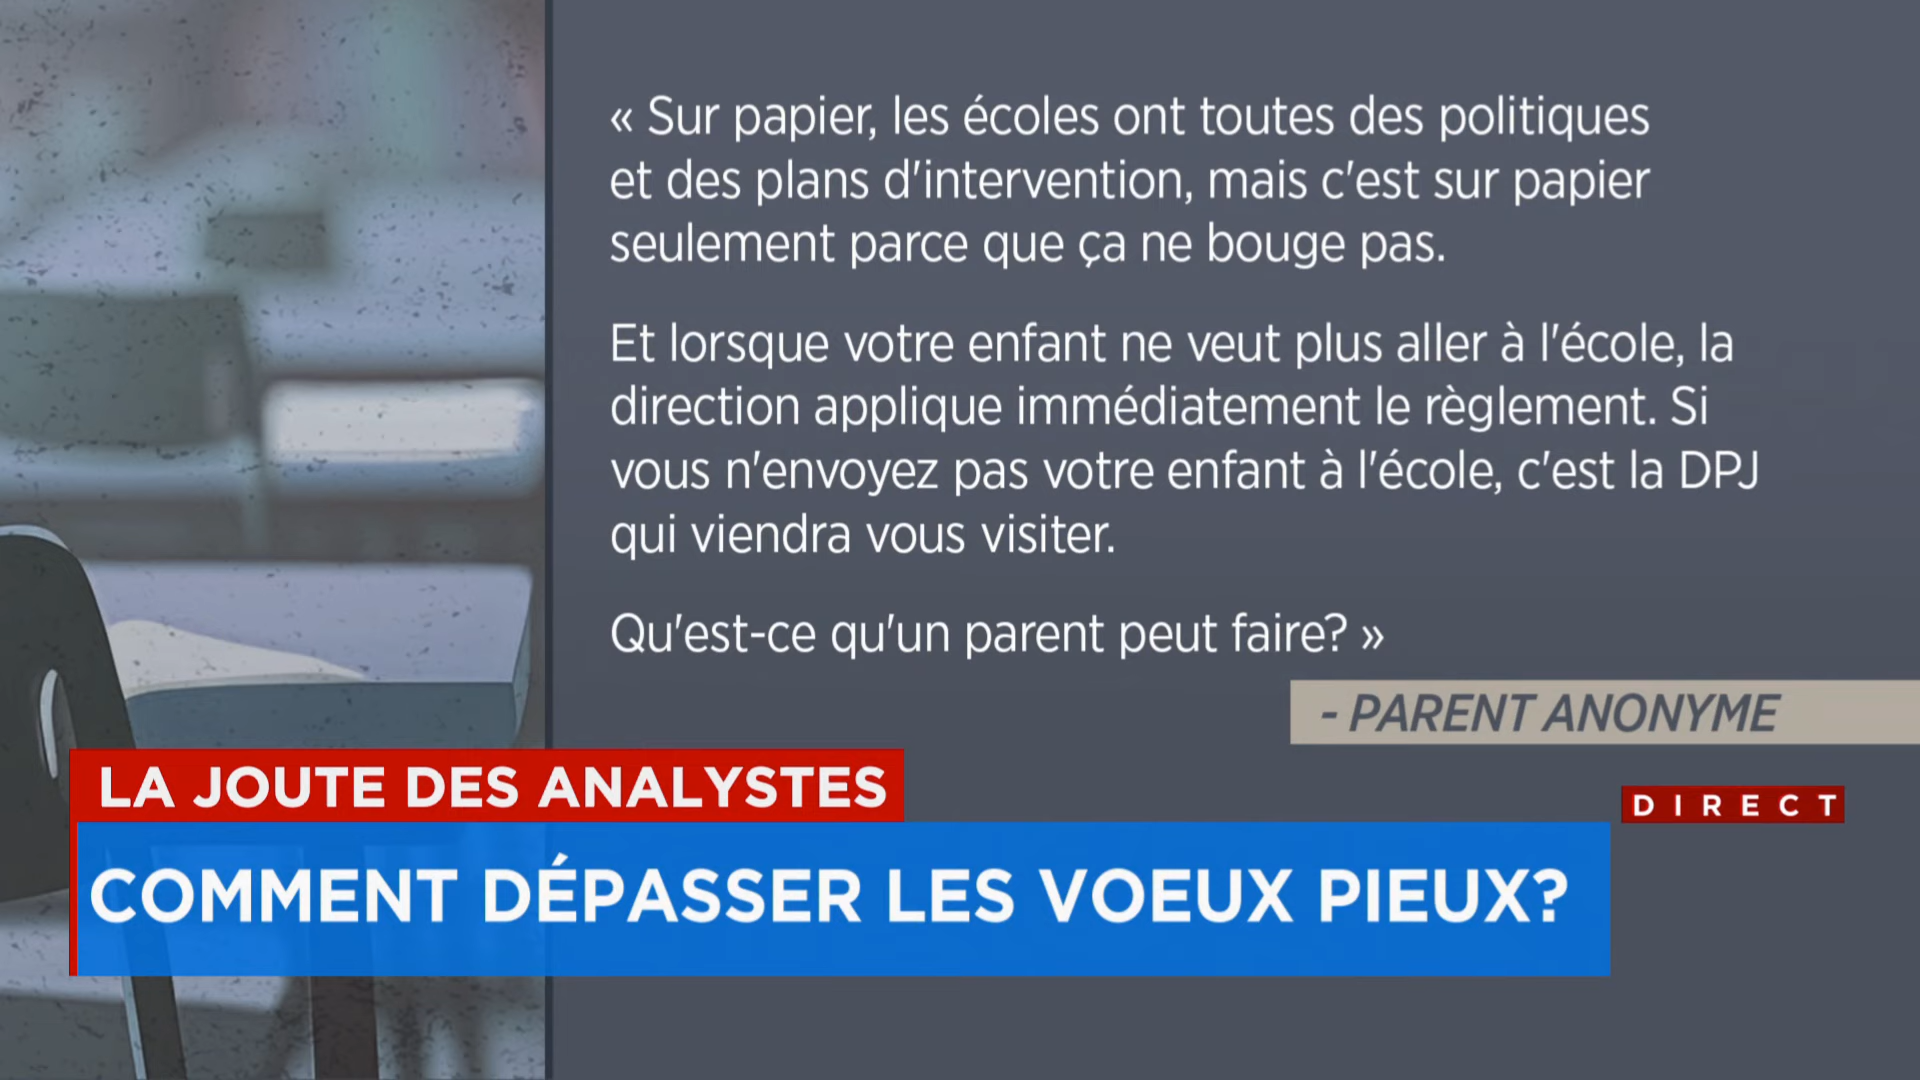 « Sur papier, les écoles ont toutes des politiques
et des plans d'intervention, mais c'est sur papier
seulement parce que ça ne bouge pas.
Et lorsque votre enfant ne veut plus aller à l'école, la
direction applique immédiatement le règlement. Si
vous n'envoyez pas votre enfant à l'école, c'est la DPJ
qui viendra vous visiter.
Qu'est-ce qu'un parent peut faire? »
- PARENT ANONYME
LA JOUTE DES ANALYSTES
DIRECT
COMMENT DÉPASSER LES VOEUX PIEUX?